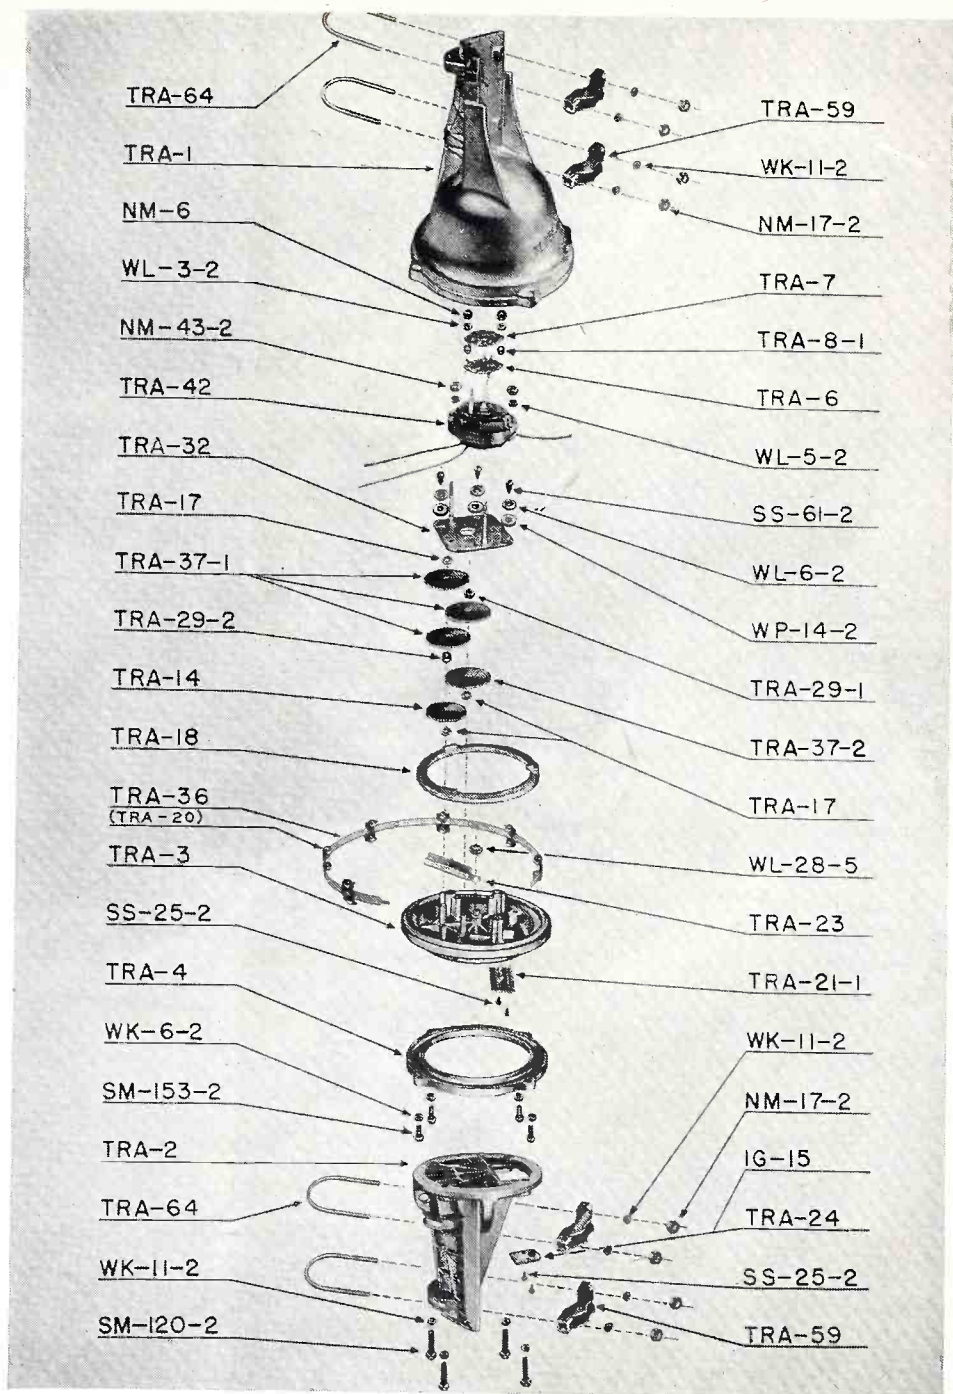 TRA-64
TRA-1
NM-6
WL-3-2
NM-43-2
TRA-42
TRA-32
TRA-17
TRA-37-1
TRA-29-2
TRA-14
TRA-18
TRA-36
(TRA-20)
TRA-3
SS-25-2
TRA-4
WK-6-2
SM-153-2
TRA-2
TRA-64
WK-11-2
SM-120-2
TRA-59
WK-11-2
NM-17-2
TRA-7
TRA-8-1
TRA-6
WL-5-2
SS-61-2
WL-6-2
WP-14-2
TRA-29-1
TRA-37-2
TRA-17
WL-28-5
TRA-23
TRA-21-1
WK-11-2
NM-17-2
IG-15
TRA-24
SS-25-2
TRA-59